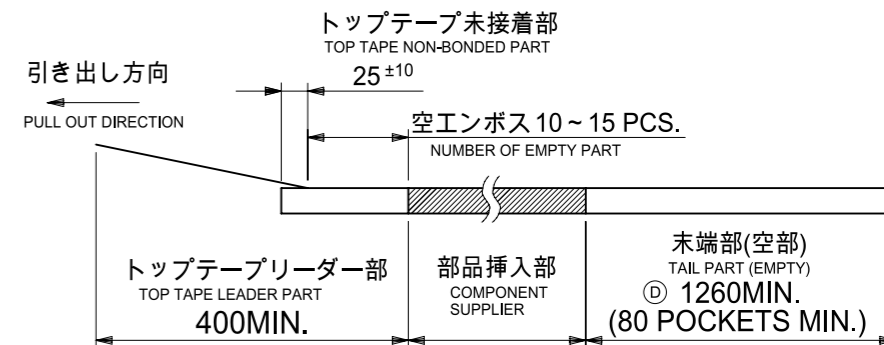 トップテープ未接着部
TOP TAPE NON-BONDED PART
25±10
引き出し方向
PULL OUT DIRECTION
空エンボス 10~15 PCS.
NUMBER OF EMPTY PART
トップテープリーダー部
TOP TAPE LEADER PART
400MIN.
部品挿入部
COMPONENT
SUPPLIER
末端部(空部)
TAIL PART (EMPTY)
Ⓓ 1260MIN.
(80 POCKETS MIN.)